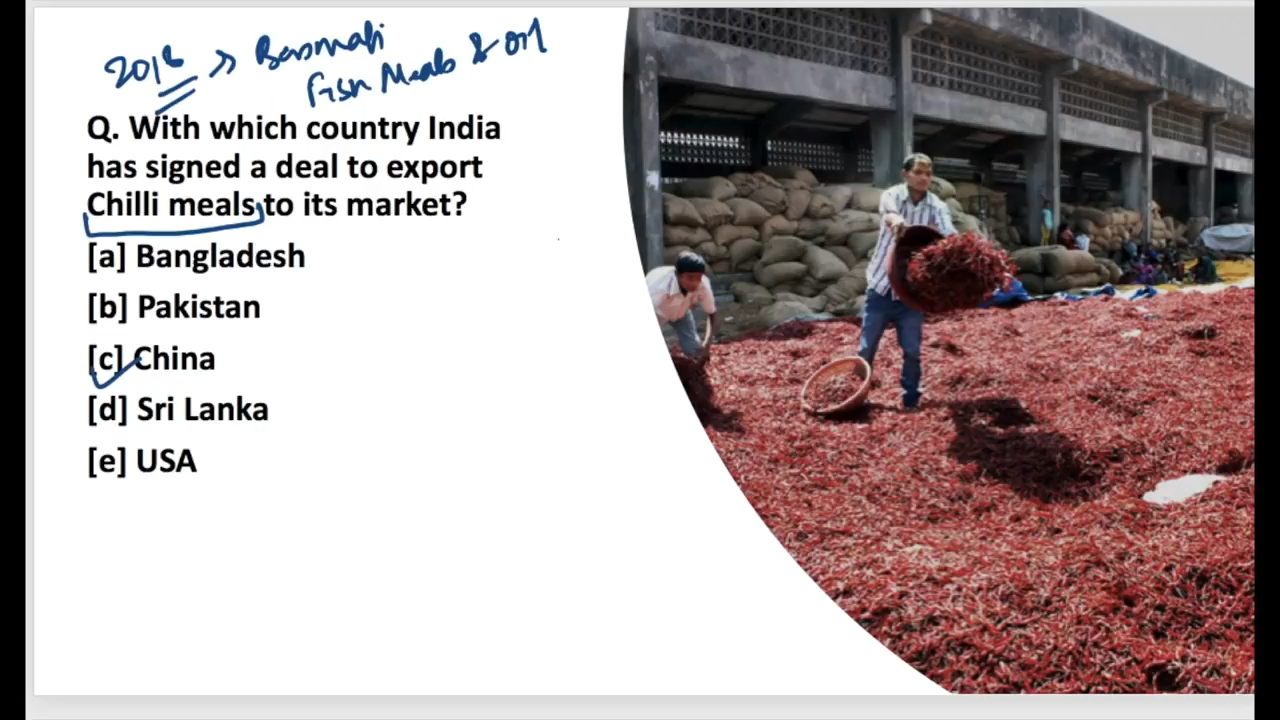 2018 >> Basmati
Fish Meals & Oil
Q. With which country India
has signed a deal to export
Chilli meals to its market?
[a] Bangladesh
[b] Pakistan
[c] China
[d] Sri Lanka
[e] USA